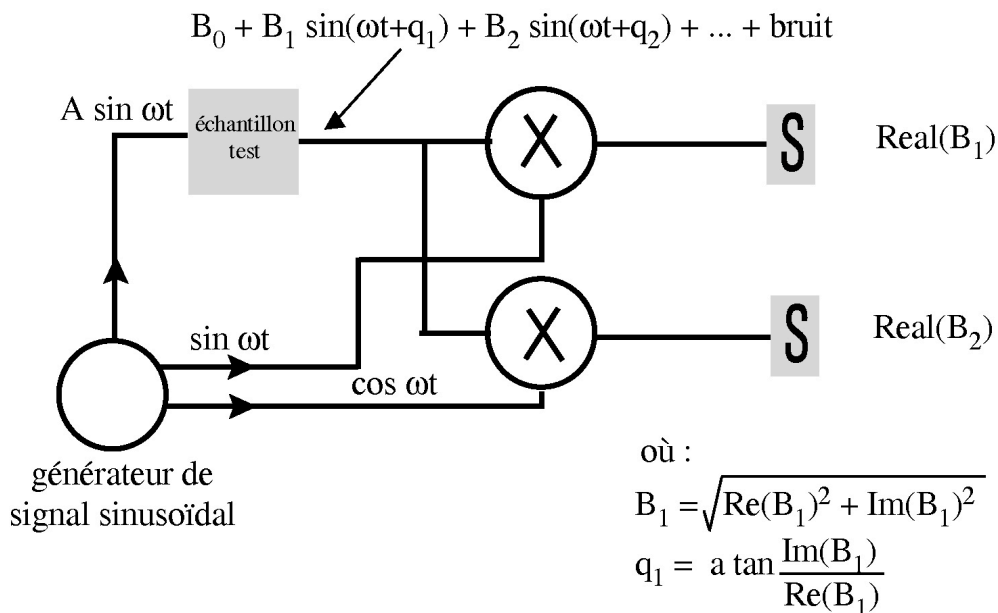 B₀ + B₁ sin(ωt+q₁) + B₂ sin(ωt+q₂) + ... + bruit
A sin ωt
échantillon
test
X
S
Real(B₁)
X
S
Real(B₂)
sin ωt
cos ωt
générateur de
signal sinusoïdal
où :
B₁ = √Re(B₁)² + Im(B₁)²
q₁ = a tan Im(B₁)
Re(B₁)